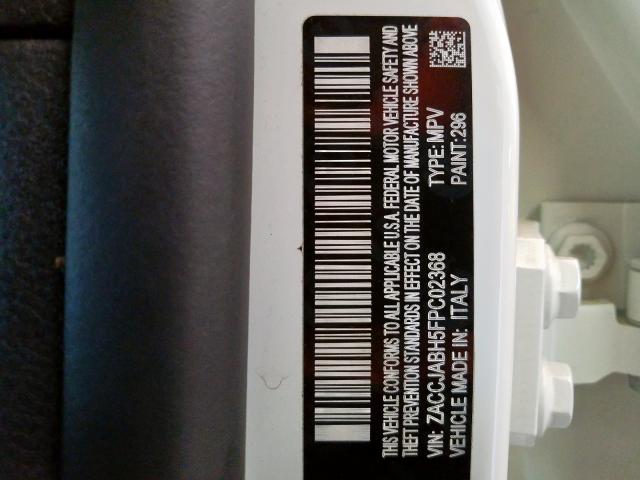 THIS VEHICLE CONFORMS TO ALL APPLICABLE U.S.A. FEDERAL MOTOR VEHICLE SAFETY AND
THEFT PREVENTION STANDARDS IN EFFECT ON THE DATE OF MANUFACTURE SHOWN ABOVE
VIN: ZACCJABH5FPC02368 TYPE: MPV
VEHICLE MADE IN: ITALY PAINT: 296